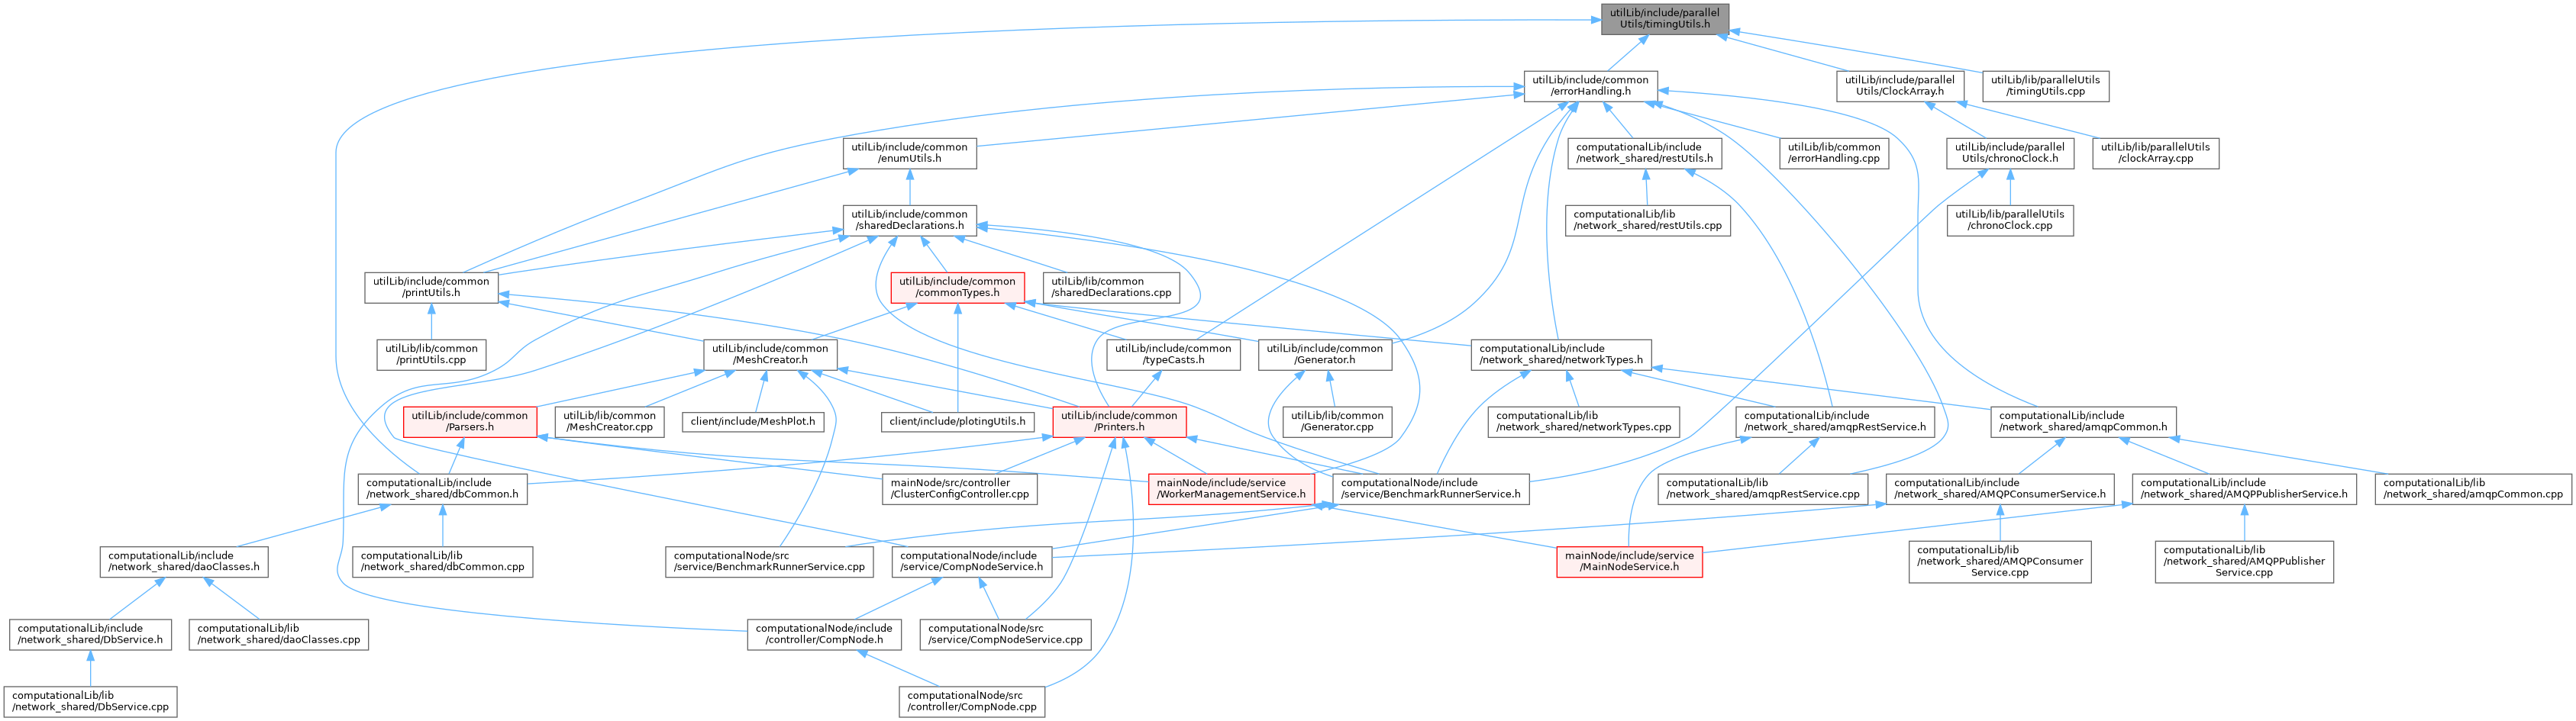 utilLib/include/parallel
Utils/timingUtils.h
utilLib/include/common
/errorHandling.h
utilLib/include/parallel
Utils/ClockArray.h
utilLib/lib/parallelUtils
/timingUtils.cpp
utilLib/include/common
/enumUtils.h
computationalLib/include
/network_shared/restUtils.h
utilLib/lib/common
/errorHandling.cpp
utilLib/include/parallel
Utils/chronoClock.h
utilLib/lib/parallelUtils
/clockArray.cpp
utilLib/include/common
/sharedDeclarations.h
computationalLib/lib
/network_shared/restUtils.cpp
utilLib/lib/parallelUtils
/chronoClock.cpp
utilLib/include/common
/printUtils.h
utilLib/include/common
/commonTypes.h
utilLib/lib/common
/sharedDeclarations.cpp
utilLib/lib/common
/printUtils.cpp
utilLib/include/common
/MeshCreator.h
utilLib/include/common
/typeCasts.h
utilLib/include/common
/Generator.h
computationalLib/include
/network_shared/networkTypes.h
utilLib/include/common
/Parsers.h
utilLib/lib/common
/MeshCreator.cpp
client/include/MeshPlot.h
client/include/plotingUtils.h
utilLib/include/common
/Printers.h
utilLib/lib/common
/Generator.cpp
computationalLib/lib
/network_shared/networkTypes.cpp
computationalLib/include
/network_shared/amqpRestService.h
computationalLib/include
/network_shared/amqpCommon.h
computationalLib/include
/network_shared/dbCommon.h
mainNode/src/controller
/ClusterConfigController.cpp
mainNode/include/service
/WorkerManagementService.h
computationalNode/include
/service/BenchmarkRunnerService.h
computationalLib/lib
/network_shared/amqpRestService.cpp
computationalLib/include
/network_shared/AMQPConsumerService.h
computationalLib/include
/network_shared/AMQPPublisherService.h
computationalLib/lib
/network_shared/amqpCommon.cpp
computationalLib/include
/network_shared/daoClasses.h
computationalLib/lib
/network_shared/dbCommon.cpp
computationalNode/src
/service/BenchmarkRunnerService.cpp
computationalNode/include
/service/CompNodeService.h
mainNode/include/service
/MainNodeService.h
computationalLib/lib
/network_shared/AMQPConsumer
Service.cpp
computationalLib/lib
/network_shared/AMQPPublisher
Service.cpp
computationalLib/include
/network_shared/DbService.h
computationalLib/lib
/network_shared/daoClasses.cpp
computationalNode/include
/controller/CompNode.h
computationalNode/src
/service/CompNodeService.cpp
computationalLib/lib
/network_shared/DbService.cpp
computationalNode/src
/controller/CompNode.cpp